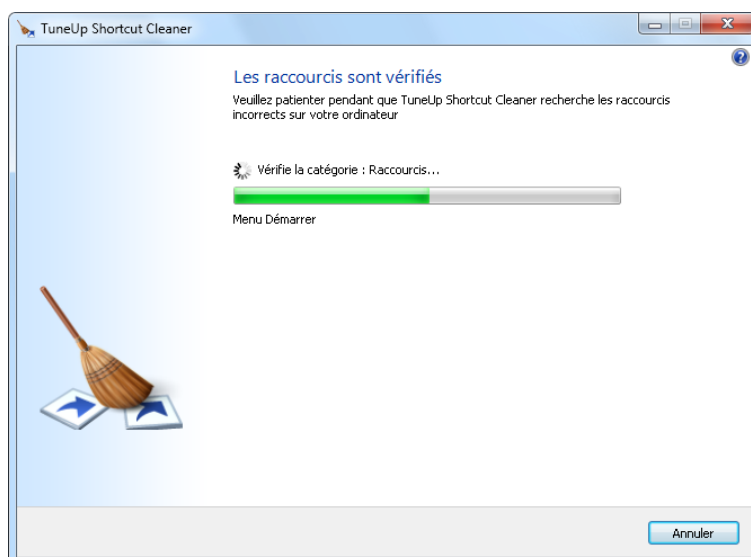 TuneUp Shortcut Cleaner
Les raccourcis sont vérifiés
Veuillez patienter pendant que TuneUp Shortcut Cleaner recherche les raccourcis
incorrects sur votre ordinateur
Vérifie la catégorie : Raccourcis...
Menu Démarrer
Annuler